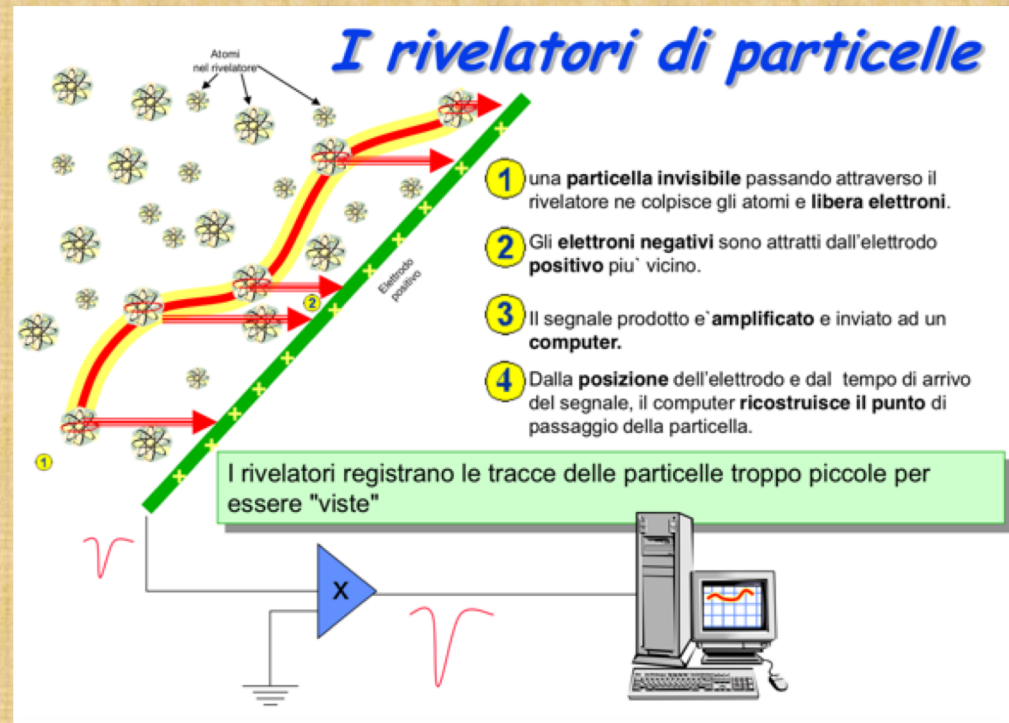 I rivelatori di particelle
Atomi
nel rivelatore
1 una particella invisibile passando attraverso il
rivelatore ne colpisce gli atomi e libera elettroni.
2 Gli elettroni negativi sono attratti dall'elettrodo
positivo piu` vicino.
3 Il segnale prodotto e`amplificato e inviato ad un
computer.
4 Dalla posizione dell'elettrodo e dal tempo di arrivo
del segnale, il computer ricostruisce il punto di
passaggio della particella.
Elettrodo
positivo
2
1
I rivelatori registrano le tracce delle particelle troppo piccole per
essere "viste"
X